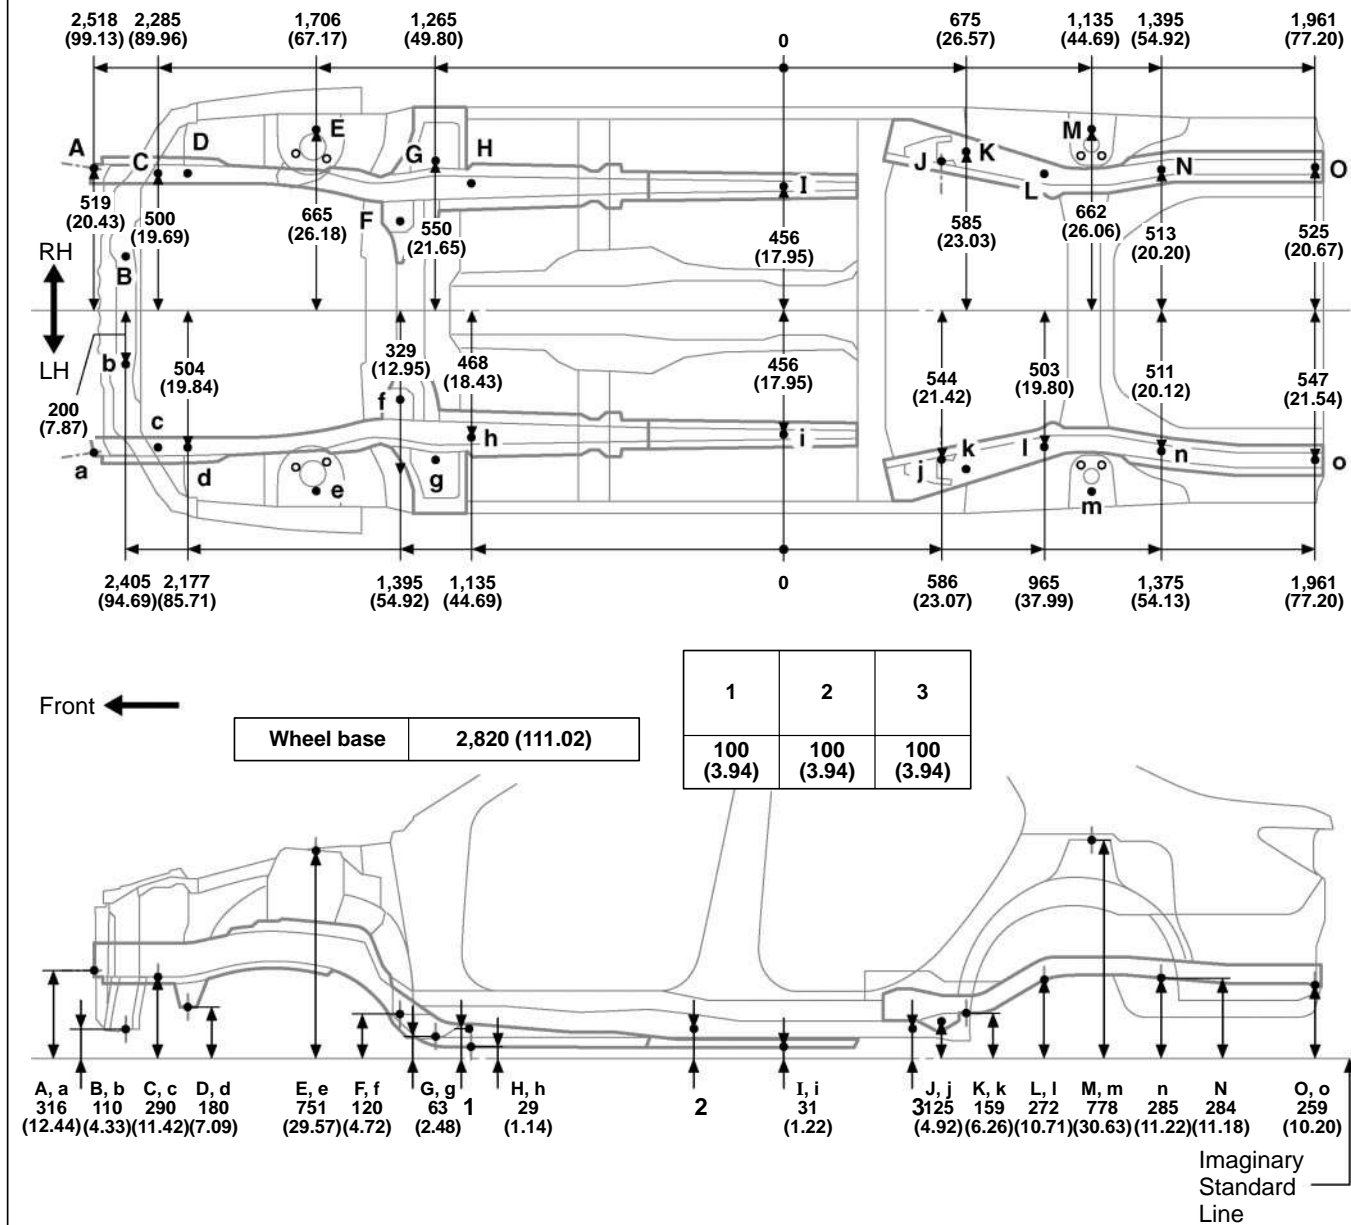 2,518 2,285 1,706 1,265 0 675 1,135 1,395 1,961
(99.13) (89.96) (67.17) (49.80) (26.57) (44.69) (54.92) (77.20)
A C D E G H J K M N O
F I L
519 500 665 550 456 585 662 513 525
(20.43) (19.69) (26.18) (21.65) (17.95) (23.03) (26.06) (20.20) (20.67)
RH
B
LH
b
200
(7.87)
504 329 468 456 544 503 511 547
(19.84) (12.95) (18.43) (17.95) (21.42) (19.80) (20.12) (21.54)
c f h i k l n
a d e g j m o
2,405 2,177 1,395 1,135 0 586 965 1,375 1,961
(94.69) (85.71) (54.92) (44.69) (23.07) (37.99) (54.13) (77.20)
Front
Wheel base 2,820 (111.02)
1 2 3
100 100 100
(3.94) (3.94) (3.94)
A, a B, b C, c D, d E, e F, f G, g H, h I, i J, j K, k L, l M, m n N O, o
316 110 290 180 751 120 63 1 29 2 31 3 125 159 272 778 285 284 259
(12.44) (4.33) (11.42) (7.09) (29.57) (4.72) (2.48) (1.14) (1.22) (4.92) (6.26) (10.71) (30.63) (11.22) (11.18) (10.20)
Imaginary
Standard
Line